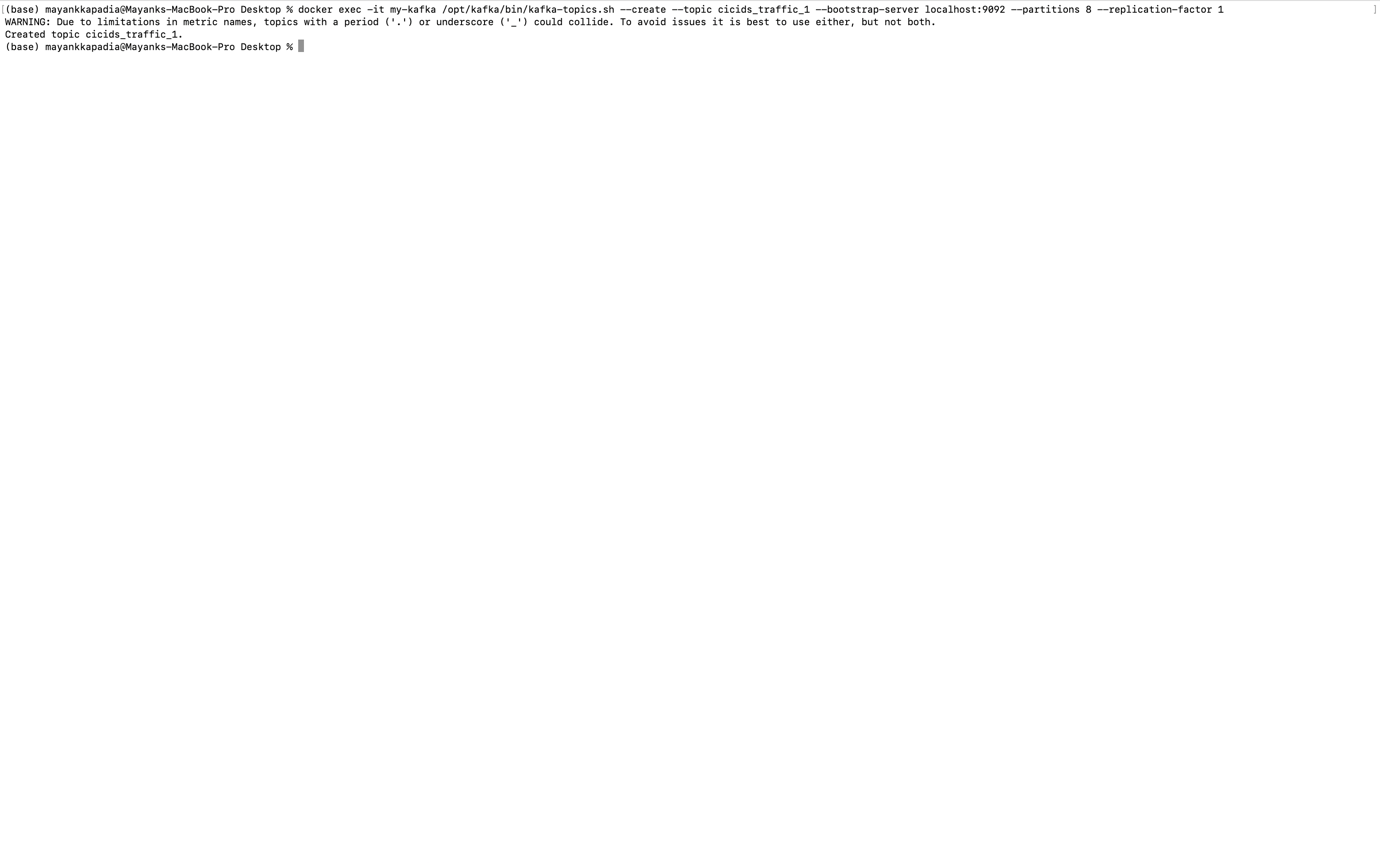 [(base) mayankkapadia@Mayanks-MacBook-Pro Desktop % docker exec -it my-kafka /opt/kafka/bin/kafka-topics.sh --create --topic cicids_traffic_1 --bootstrap-server localhost:9092 --partitions 8 --replication-factor 1 ]
WARNING: Due to limitations in metric names, topics with a period ('.') or underscore ('_') could collide. To avoid issues it is best to use either, but not both.
Created topic cicids_traffic_1.
(base) mayankkapadia@Mayanks-MacBook-Pro Desktop %